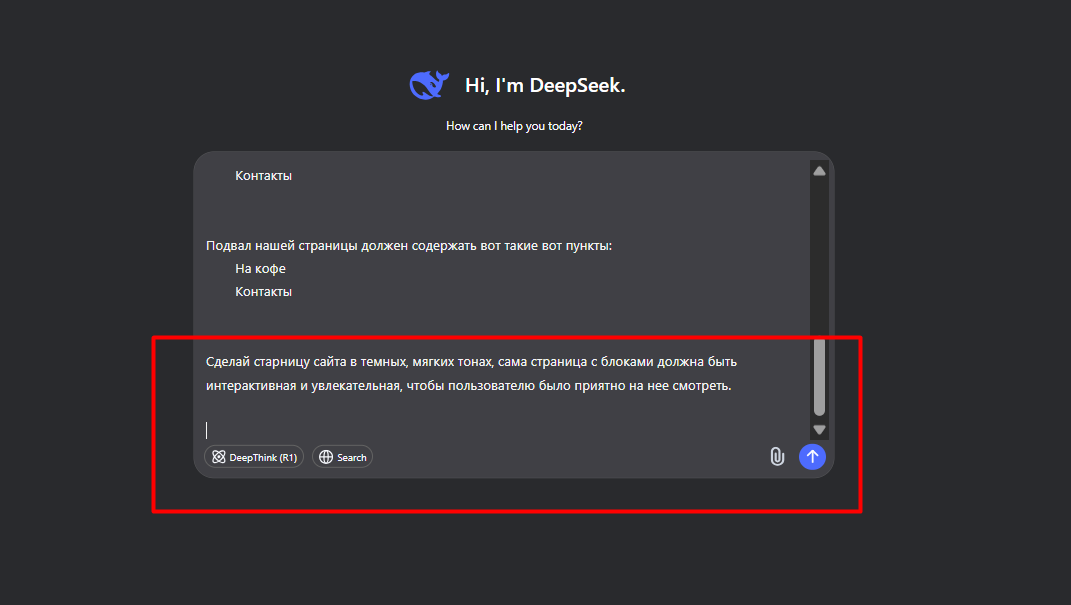 Hi, I'm DeepSeek.
How can I help you today?
Контакты
Подвал нашей страницы должен содержать вот такие вот пункты:
На кофе
Контакты
Сделай старницу сайта в темных, мягких тонах, сама страница с блоками должна быть
интерактивная и увлекательная, чтобы пользователю было приятно на нее смотреть.
DeepThink (R1) Search